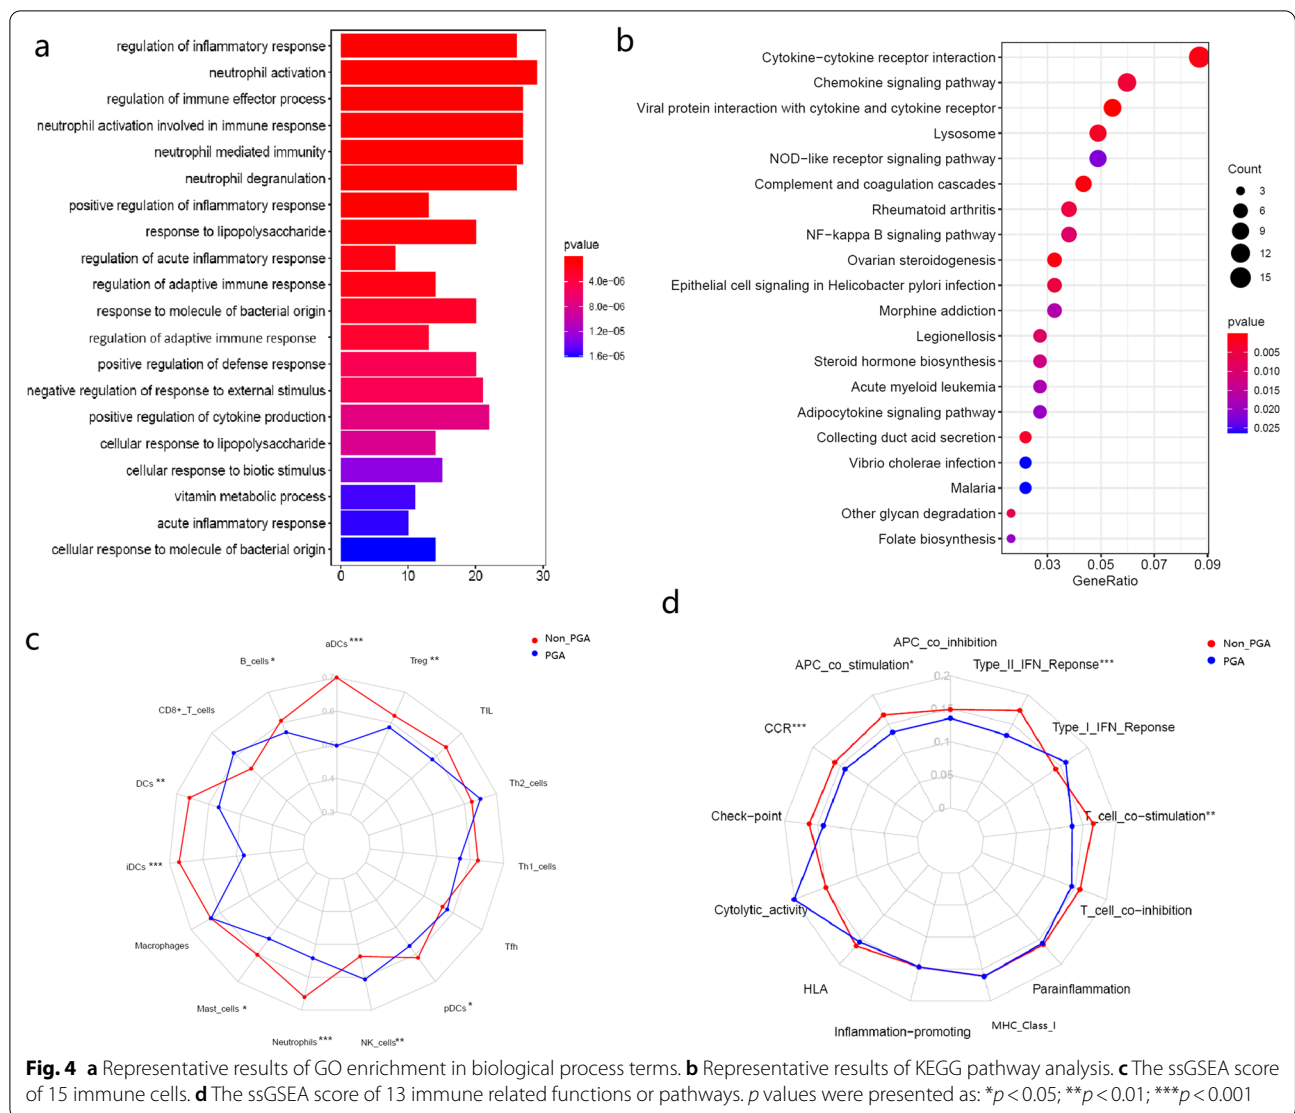 a
regulation of inflammatory response
neutrophil activation
regulation of immune effector process
neutrophil activation involved in immune response
neutrophil mediated immunity
neutrophil degranulation
positive regulation of inflammatory response
response to lipopolysaccharide
regulation of acute inflammatory response
regulation of adaptive immune response
response to molecule of bacterial origin
regulation of adaptive immune response
positive regulation of defense response
negative regulation of response to external stimulus
positive regulation of cytokine production
cellular response to lipopolysaccharide
cellular response to biotic stimulus
vitamin metabolic process
acute inflammatory response
cellular response to molecule of bacterial origin
0 10 20 30
pvalue
4.0e-06
8.0e-06
1.2e-05
1.6e-05
b
Cytokine-cytokine receptor interaction
Chemokine signaling pathway
Viral protein interaction with cytokine and cytokine receptor
Lysosome
NOD-like receptor signaling pathway
Complement and coagulation cascades
Rheumatoid arthritis
NF-kappa B signaling pathway
Ovarian steroidogenesis
Epithelial cell signaling in Helicobacter pylori infection
Morphine addiction
Legionellosis
Steroid hormone biosynthesis
Acute myeloid leukemia
Adipocytokine signaling pathway
Collecting duct acid secretion
Vibrio cholerae infection
Malaria
Other glycan degradation
Folate biosynthesis
0.03 0.05 0.07 0.09
GeneRatio
Count
3
6
9
12
15
pvalue
0.005
0.010
0.015
0.020
0.025
c
Non_PGA
PGA
aDCs ***
Treg **
TIL
Th2_cells
Th1_cells
Tfh
pDCs *
NK_cells**
Neutrophils ***
Mast_cells *
Macrophages
iDCs ***
DCs **
CD8+_T_cells
B_cells *
0.7
0.6
0.5
0.4
0.3
d
Non_PGA
PGA
APC_co_inhibition
Type_II_IFN_Reponse***
Type_I_IFN_Reponse
T_cell_co-stimulation**
T_cell_co-inhibition
Parainflammation
MHC_Class_I
Inflammation-promoting
HLA
Cytolytic_activity
Check-point
CCR***
APC_co_stimulation*
0.2
0.15
0.1
0.05
0
Fig. 4 a Representative results of GO enrichment in biological process terms. b Representative results of KEGG pathway analysis. c The ssGSEA score
of 15 immune cells. d The ssGSEA score of 13 immune related functions or pathways. p values were presented as: *p < 0.05; **p < 0.01; ***p < 0.001